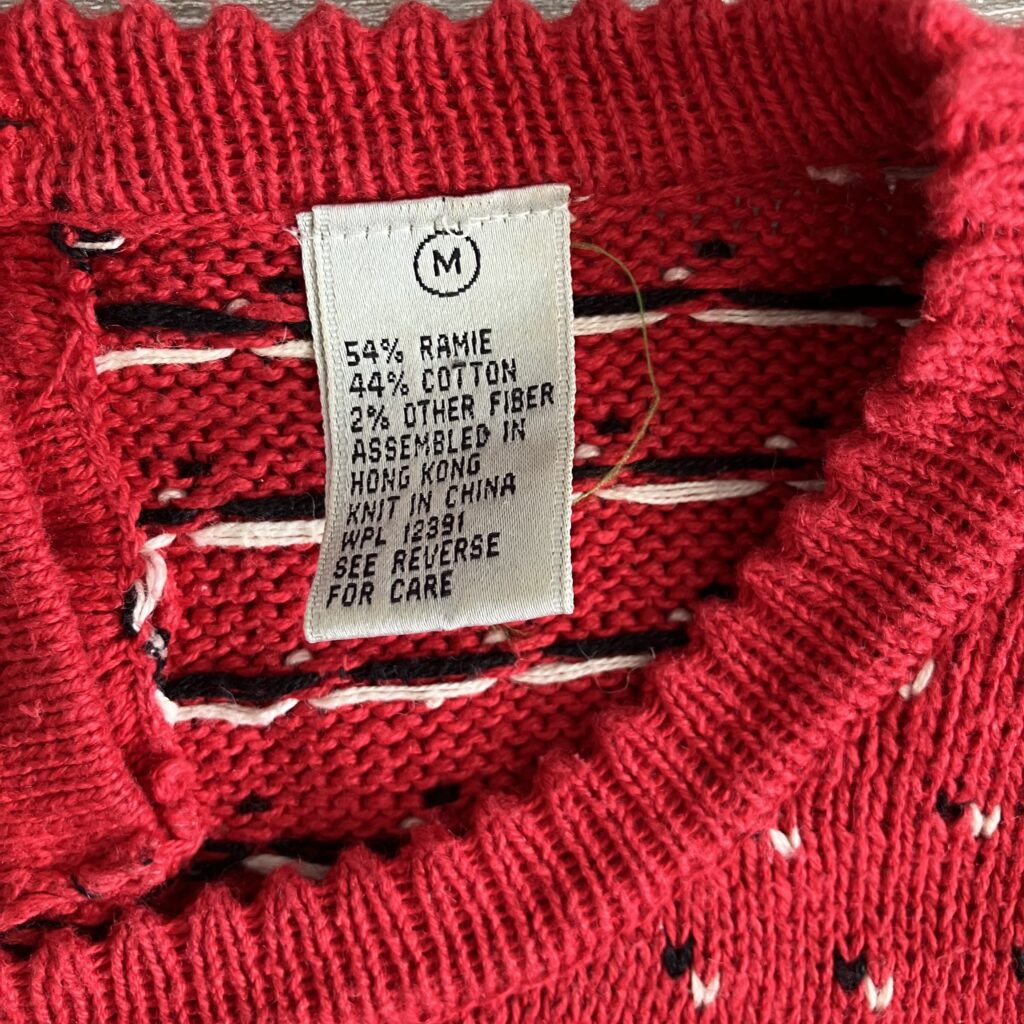 M
54% RAMIE
44% COTTON
2% OTHER FIBER
ASSEMBLED IN
HONG KONG
KNIT IN CHINA
WPL 12391
SEE REVERSE
FOR CARE